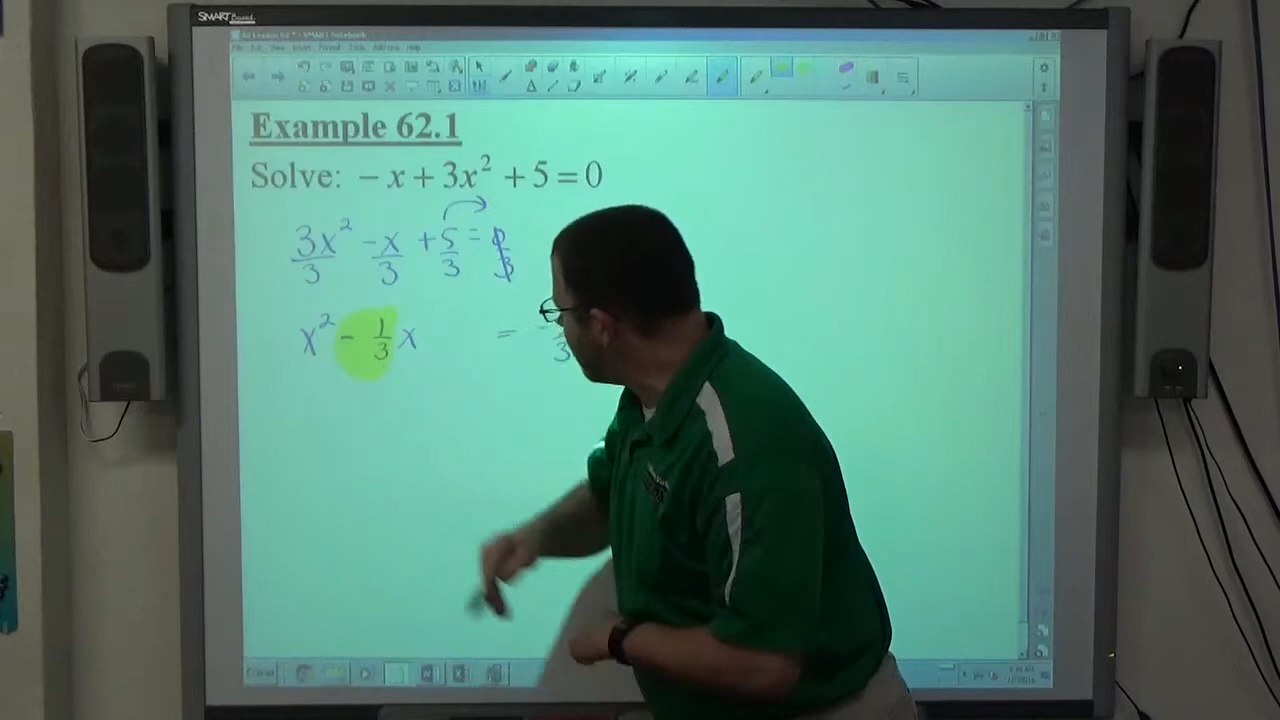 SMART Board
Example 62.1
Solve: − x + 3x² + 5 = 0
3x²/3 − x/3 + 5/3 = 0/3
x² − 1/3 x = − /3